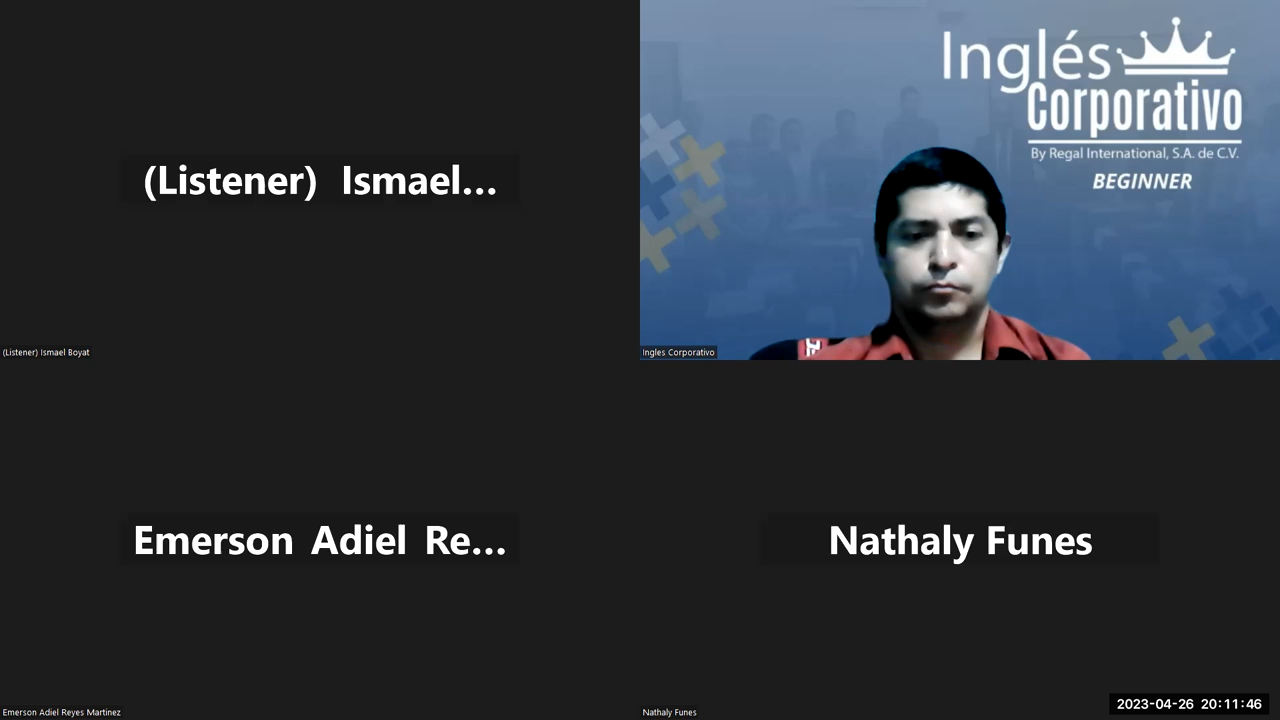 (Listener) Ismael...
(Listener) Ismael Boyat
Inglés
Corporativo
By Regal International, S.A. de C.V.
BEGINNER
Ingles Corporativo
Emerson Adiel Re...
Emerson Adiel Reyes Martinez
Nathaly Funes
Nathaly Funes
2023-04-26 20:11:46